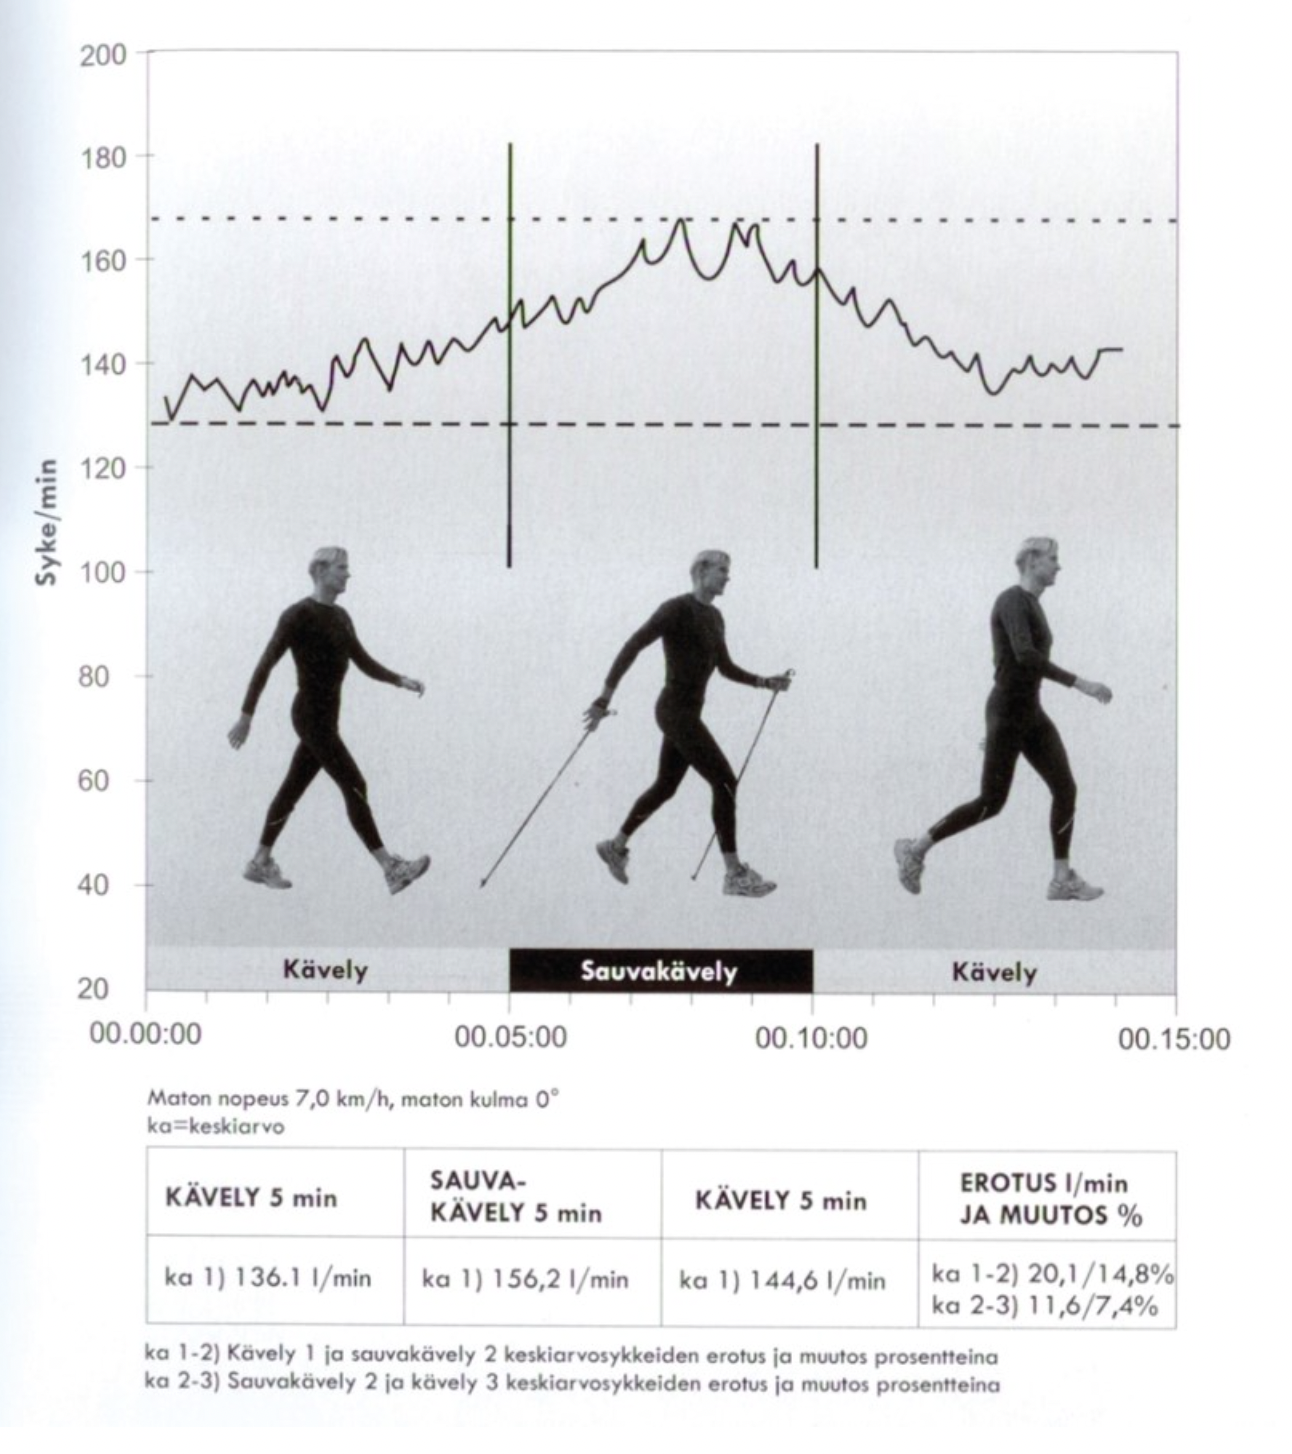 200
180
160
140
120
100
80
60
40
20
Syke/min
Kävely
Sauvakävely
Kävely
00.00:00
00.05:00
00.10:00
00.15:00
Maton nopeus 7,0 km/h, maton kulma 0°
ka=keskiarvo
KÄVELY 5 min
SAUVA-
KÄVELY 5 min
KÄVELY 5 min
EROTUS l/min
JA MUUTOS %
ka 1) 136.1 l/min
ka 1) 156,2 l/min
ka 1) 144,6 l/min
ka 1-2) 20,1/14,8%
ka 2-3) 11,6/7,4%
ka 1-2) Kävely 1 ja sauvakävely 2 keskiarvosykkeiden erotus ja muutos prosentteina
ka 2-3) Sauvakävely 2 ja kävely 3 keskiarvosykkeiden erotus ja muutos prosentteina